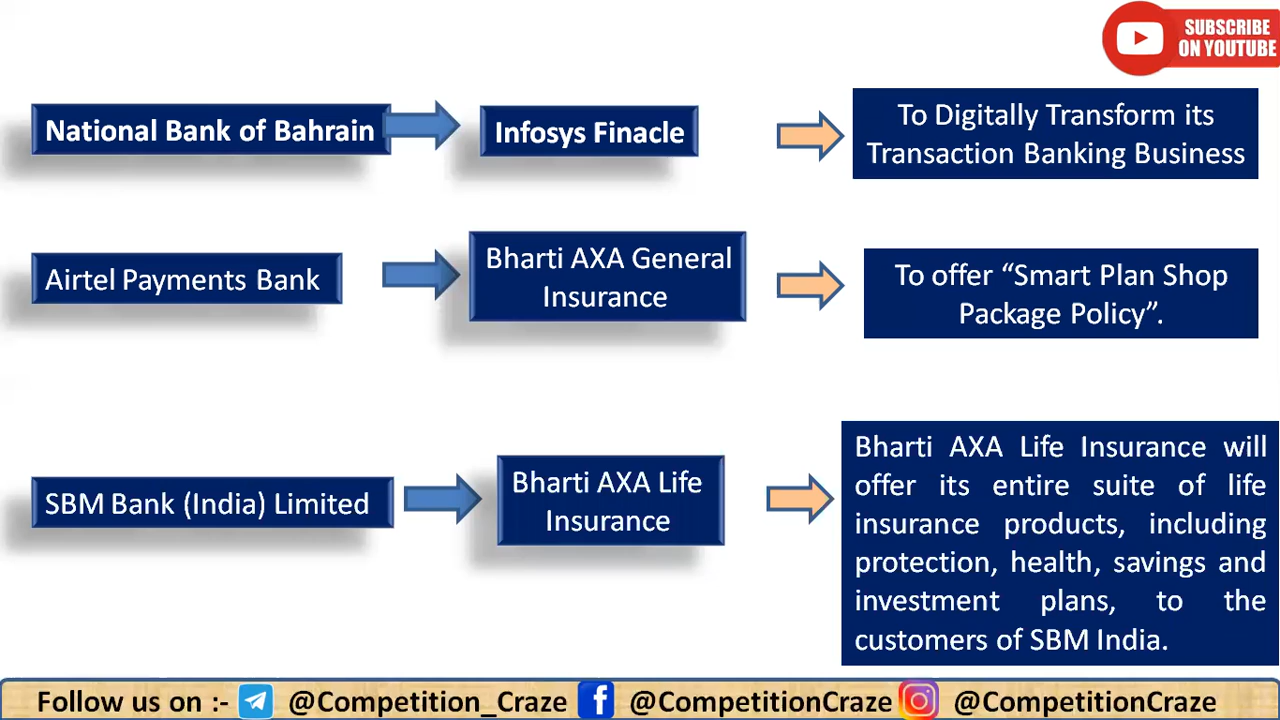 SUBSCRIBE
ON YOUTUBE
National Bank of Bahrain
Infosys Finacle
To Digitally Transform its
Transaction Banking Business
Airtel Payments Bank
Bharti AXA General
Insurance
To offer “Smart Plan Shop
Package Policy”.
SBM Bank (India) Limited
Bharti AXA Life
Insurance
Bharti AXA Life Insurance will
offer its entire suite of life
insurance products, including
protection, health, savings and
investment plans, to the
customers of SBM India.
Follow us on :- @Competition_Craze @CompetitionCraze @CompetitionCraze